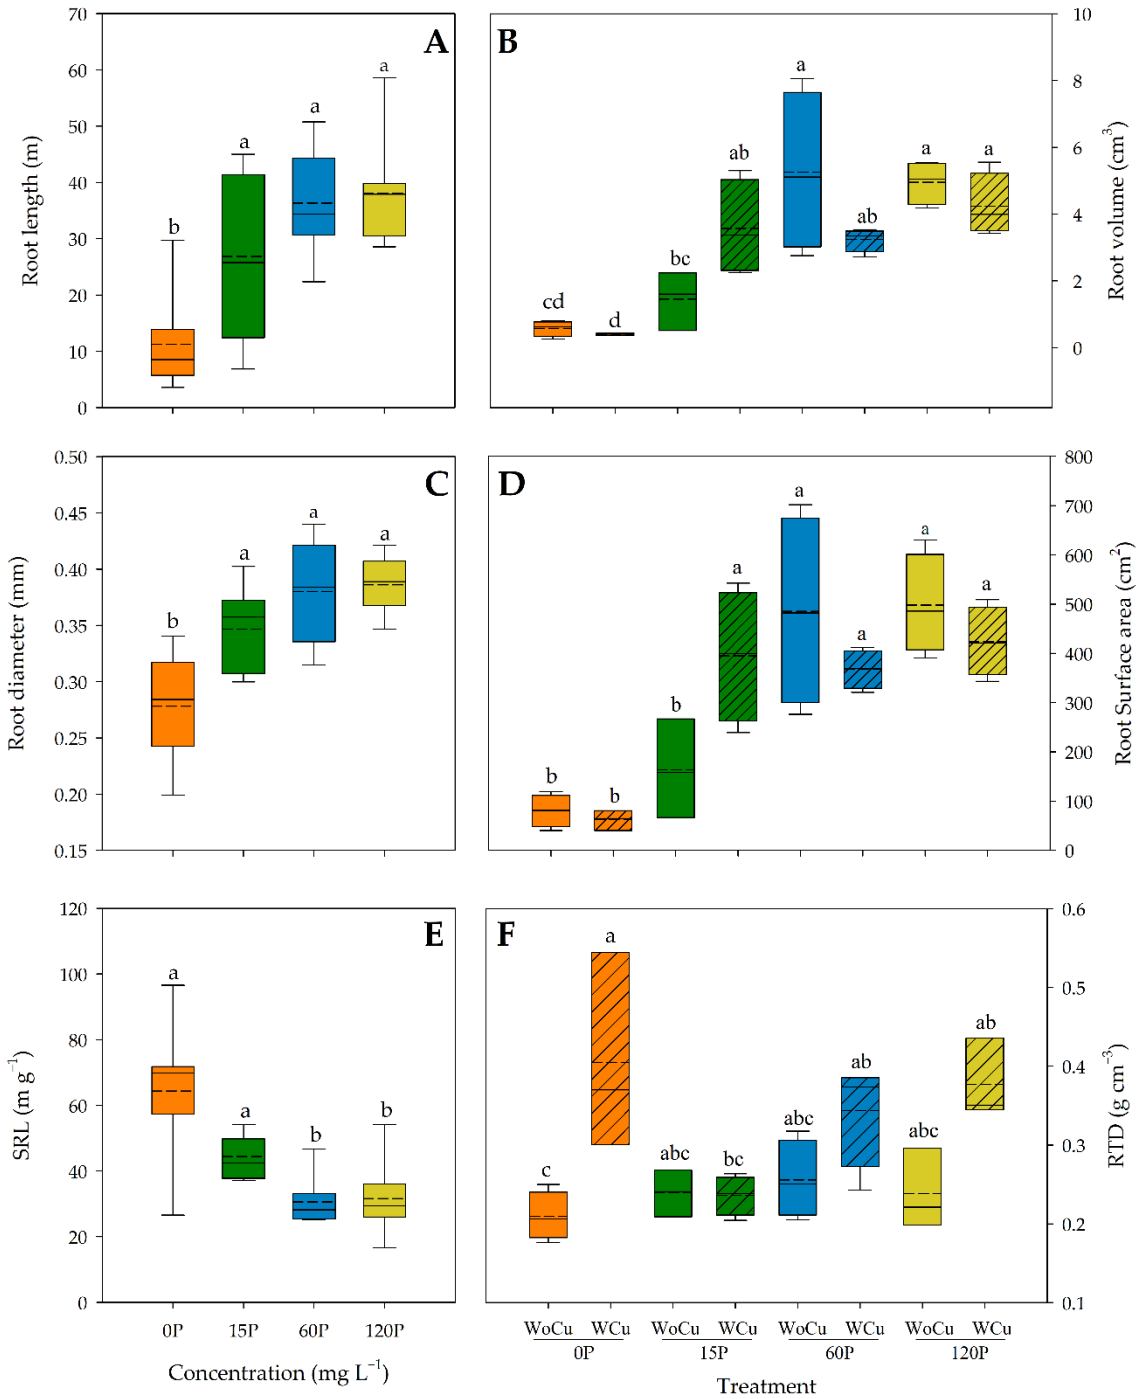 A
Root length (m)
70
60
50
40
30
20
10
0
b
a
a
a
B
Root volume (cm³)
10
8
6
4
2
0
cd
d
bc
ab
a
ab
a
a
C
Root diameter (mm)
0.50
0.45
0.40
0.35
0.30
0.25
0.20
0.15
b
a
a
a
D
Root Surface area (cm²)
800
700
600
500
400
300
200
100
0
b
b
b
a
a
a
a
a
E
SRL (m g⁻¹)
120
100
80
60
40
20
0
a
a
b
b
0P 15P 60P 120P
Concentration (mg L⁻¹)
F
RTD (g cm⁻³)
0.6
0.5
0.4
0.3
0.2
0.1
c
a
abc
bc
abc
ab
abc
ab
WoCu WCu WoCu WCu WoCu WCu WoCu WCu
0P 15P 60P 120P
Treatment